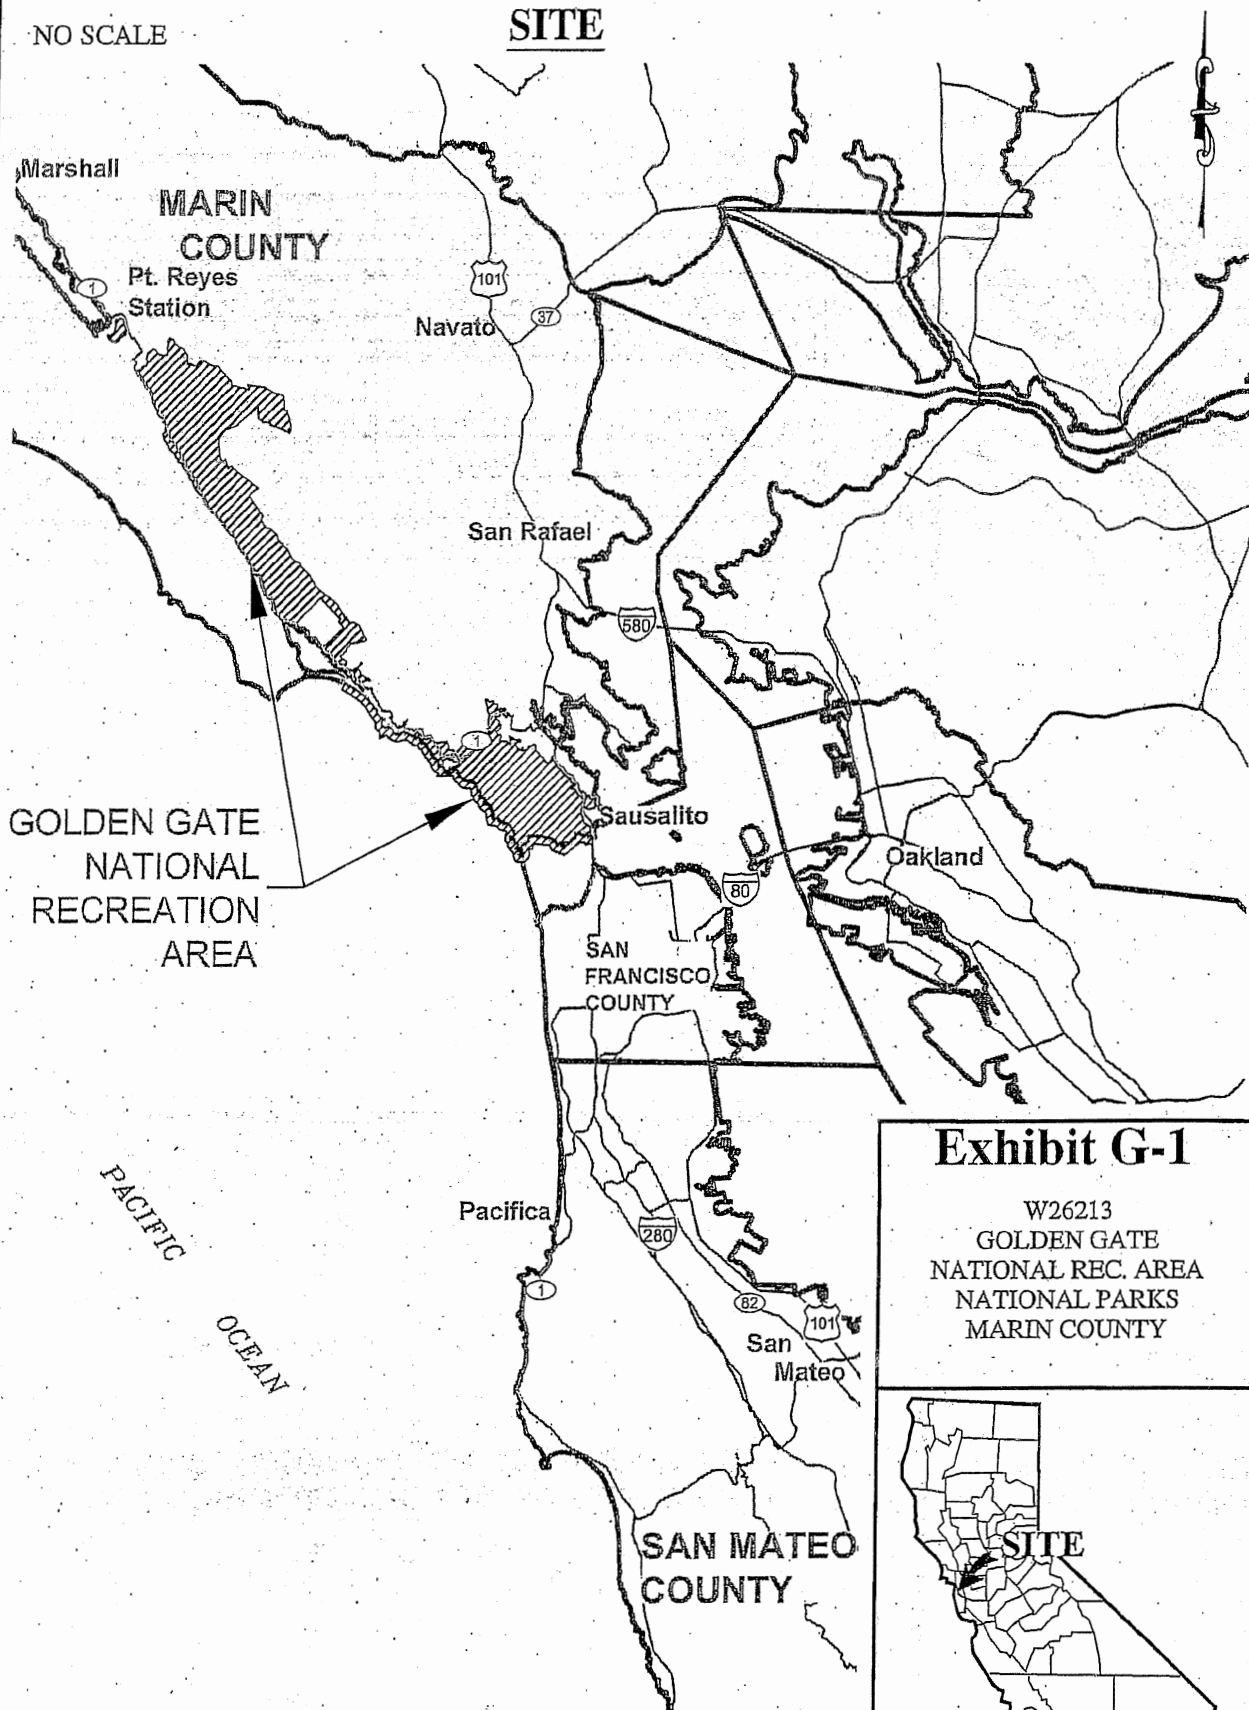 NO SCALE
SITE
Marshall
MARIN
COUNTY
Pt. Reyes
Station
1
101
37
Navato
San Rafael
580
1
GOLDEN GATE
NATIONAL
RECREATION
AREA
Sausalito
Oakland
80
SAN
FRANCISCO
COUNTY
PACIFIC
OCEAN
Pacifica
280
1
82
101
San
Mateo
SAN MATEO
COUNTY
Exhibit G-1
W26213
GOLDEN GATE
NATIONAL REC. AREA
NATIONAL PARKS
MARIN COUNTY
SITE